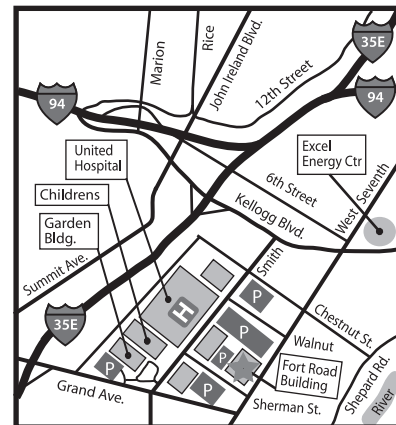 Marion
Rice
John Ireland Blvd.
35E
12th Street
94
94
United
Hospital
Excel
Energy Ctr
Childrens
6th Street
West Seventh
Garden
Bldg.
Kellogg Blvd.
Summit Ave.
Smith
P
H
35E
P
Chestnut St.
Walnut
P
P
P
Fort Road
Building
Shepard Rd.
Grand Ave.
Sherman St.
River